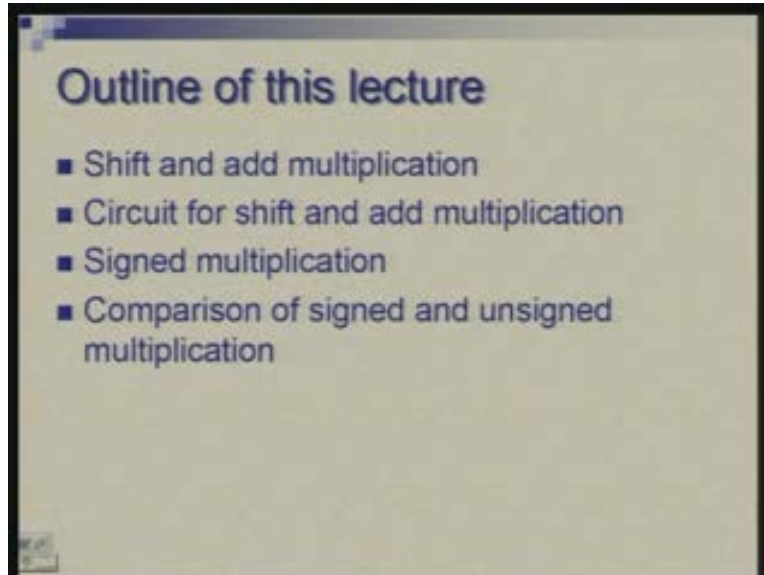 Outline of this lecture
Shift and add multiplication
Circuit for shift and add multiplication
Signed multiplication
Comparison of signed and unsigned
multiplication